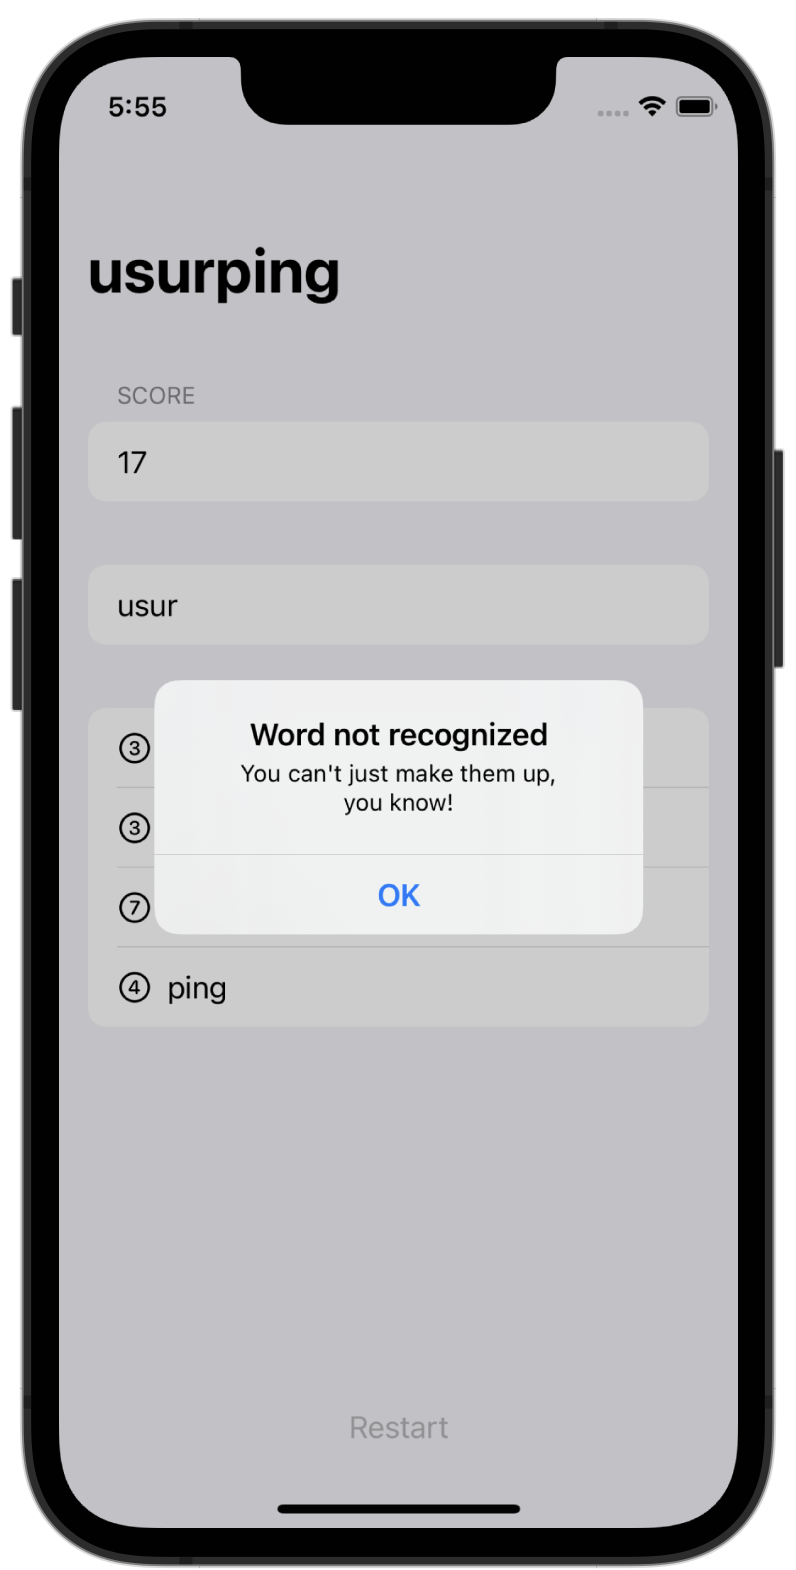 5:55
usurping
SCORE
17
usur
Word not recognized
You can't just make them up,
you know!
3
3
7
OK
4 ping
Restart